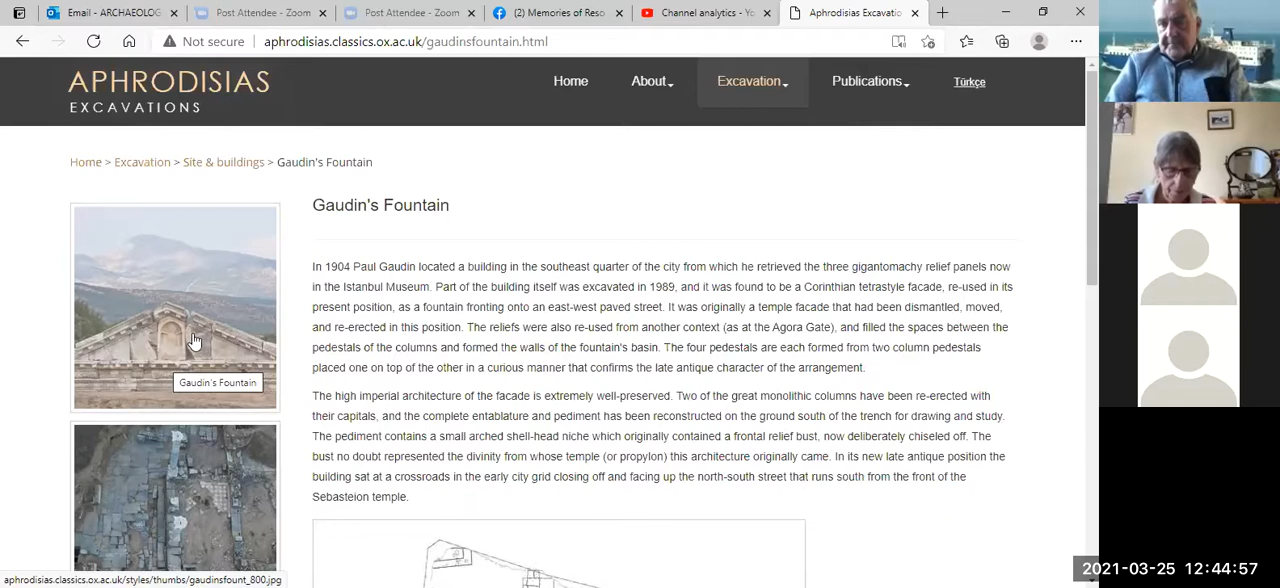 Email - ARCHAEOLOG
Post Attendee - Zoom
Post Attendee - Zoom
(2) Memories of Reso
Channel analytics - Yo
Aphrodisias Excavatio
Not secure | aphrodisias.classics.ox.ac.uk/gaudinsfountain.html
APHRODISIAS
EXCAVATIONS
Home About Excavation Publications Türkçe
Home > Excavation > Site & buildings > Gaudin's Fountain
Gaudin's Fountain
In 1904 Paul Gaudin located a building in the southeast quarter of the city from which he retrieved the three gigantomachy relief panels now
in the Istanbul Museum. Part of the building itself was excavated in 1989, and it was found to be a Corinthian tetrastyle facade, re-used in its
present position, as a fountain fronting onto an east-west paved street. It was originally a temple facade that had been dismantled, moved,
and re-erected in this position. The reliefs were also re-used from another context (as at the Agora Gate), and filled the spaces between the
pedestals of the columns and formed the walls of the fountain's basin. The four pedestals are each formed from two column pedestals
placed one on top of the other in a curious manner that confirms the late antique character of the arrangement.
The high imperial architecture of the facade is extremely well-preserved. Two of the great monolithic columns have been re-erected with
their capitals, and the complete entablature and pediment has been reconstructed on the ground south of the trench for drawing and study.
The pediment contains a small arched shell-head niche which originally contained a frontal relief bust, now deliberately chiseled off. The
bust no doubt represented the divinity from whose temple (or propylon) this architecture originally came. In its new late antique position the
building sat at a crossroads in the early city grid closing off and facing up the north-south street that runs south from the front of the
Sebasteion temple.
Gaudin's Fountain
aphrodisias.classics.ox.ac.uk/styles/thumbs/gaudinsfount_800.jpg
2021-03-25 12:44:57